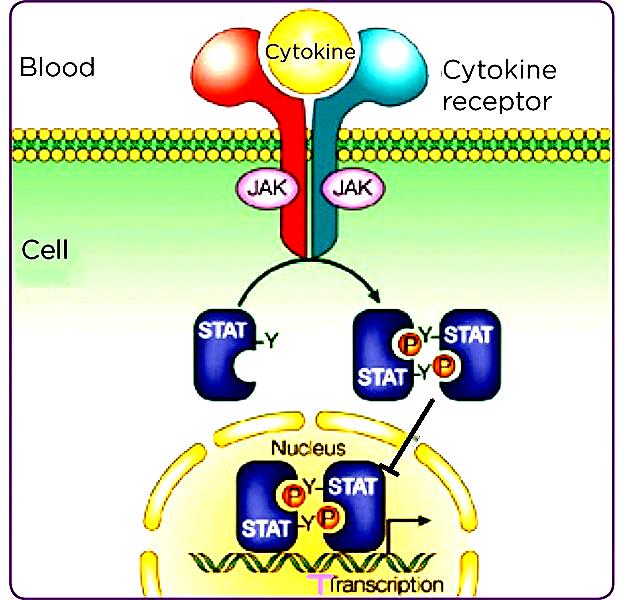 Cytokine
Blood
Cytokine
receptor
JAK
JAK
Cell
STAT
Y
STAT
P
Y
STAT
Y
P
Nucleus
STAT
P
Y
STAT
Y
P
Transcription